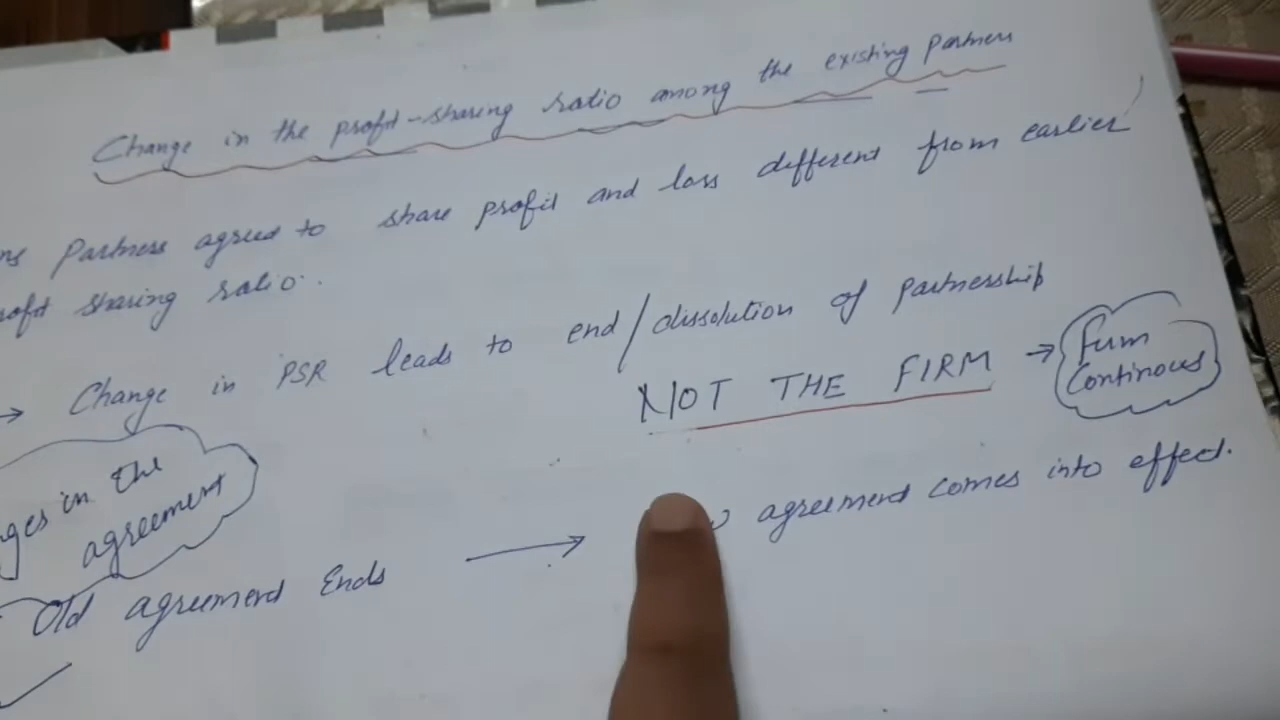 Change in the profit-sharing ratio among the existing Partners
Partners agreed to share profit and loss different from earlier
sharing ratio.
→ Change in PSR leads to end/dissolution of partnership
NOT THE FIRM → Firm
Continous
in the
agreement
Old agreement Ends → agreement comes into effect.